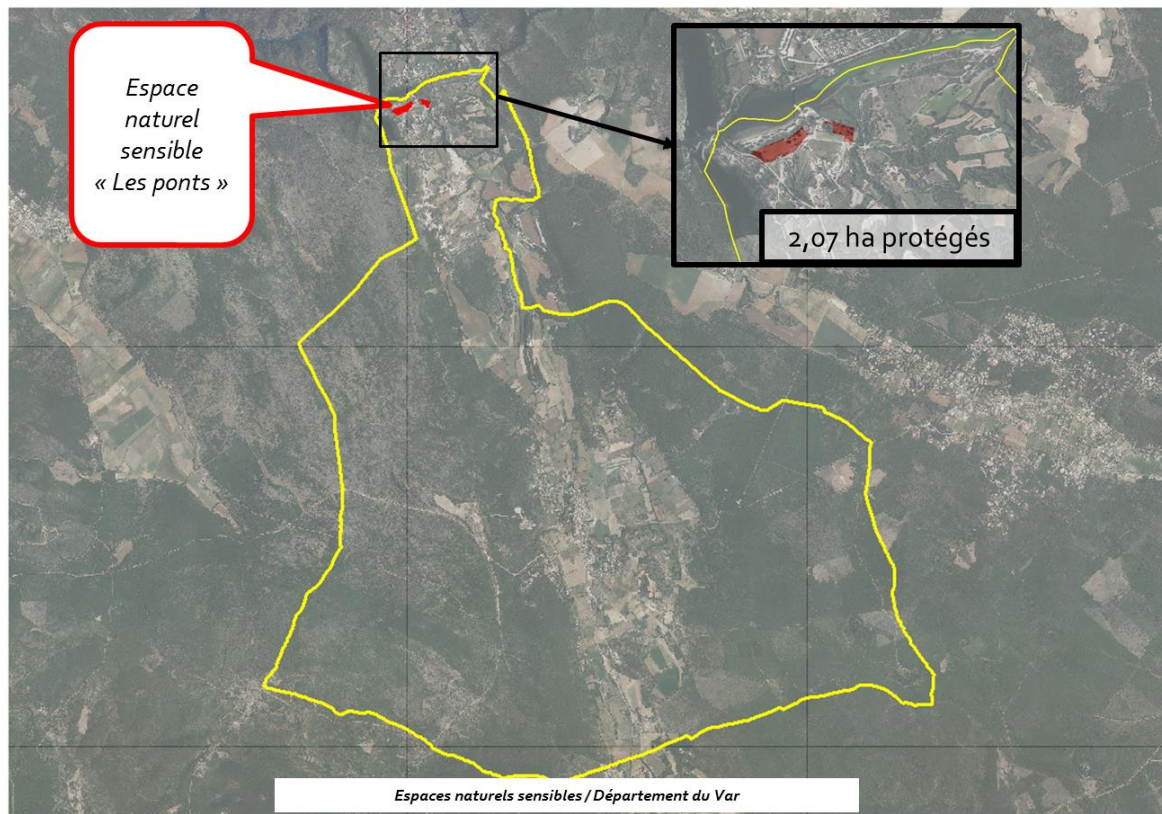 Espace
naturel
sensible
« Les ponts »
2,07 ha protégés
Espaces naturels sensibles / Département du Var